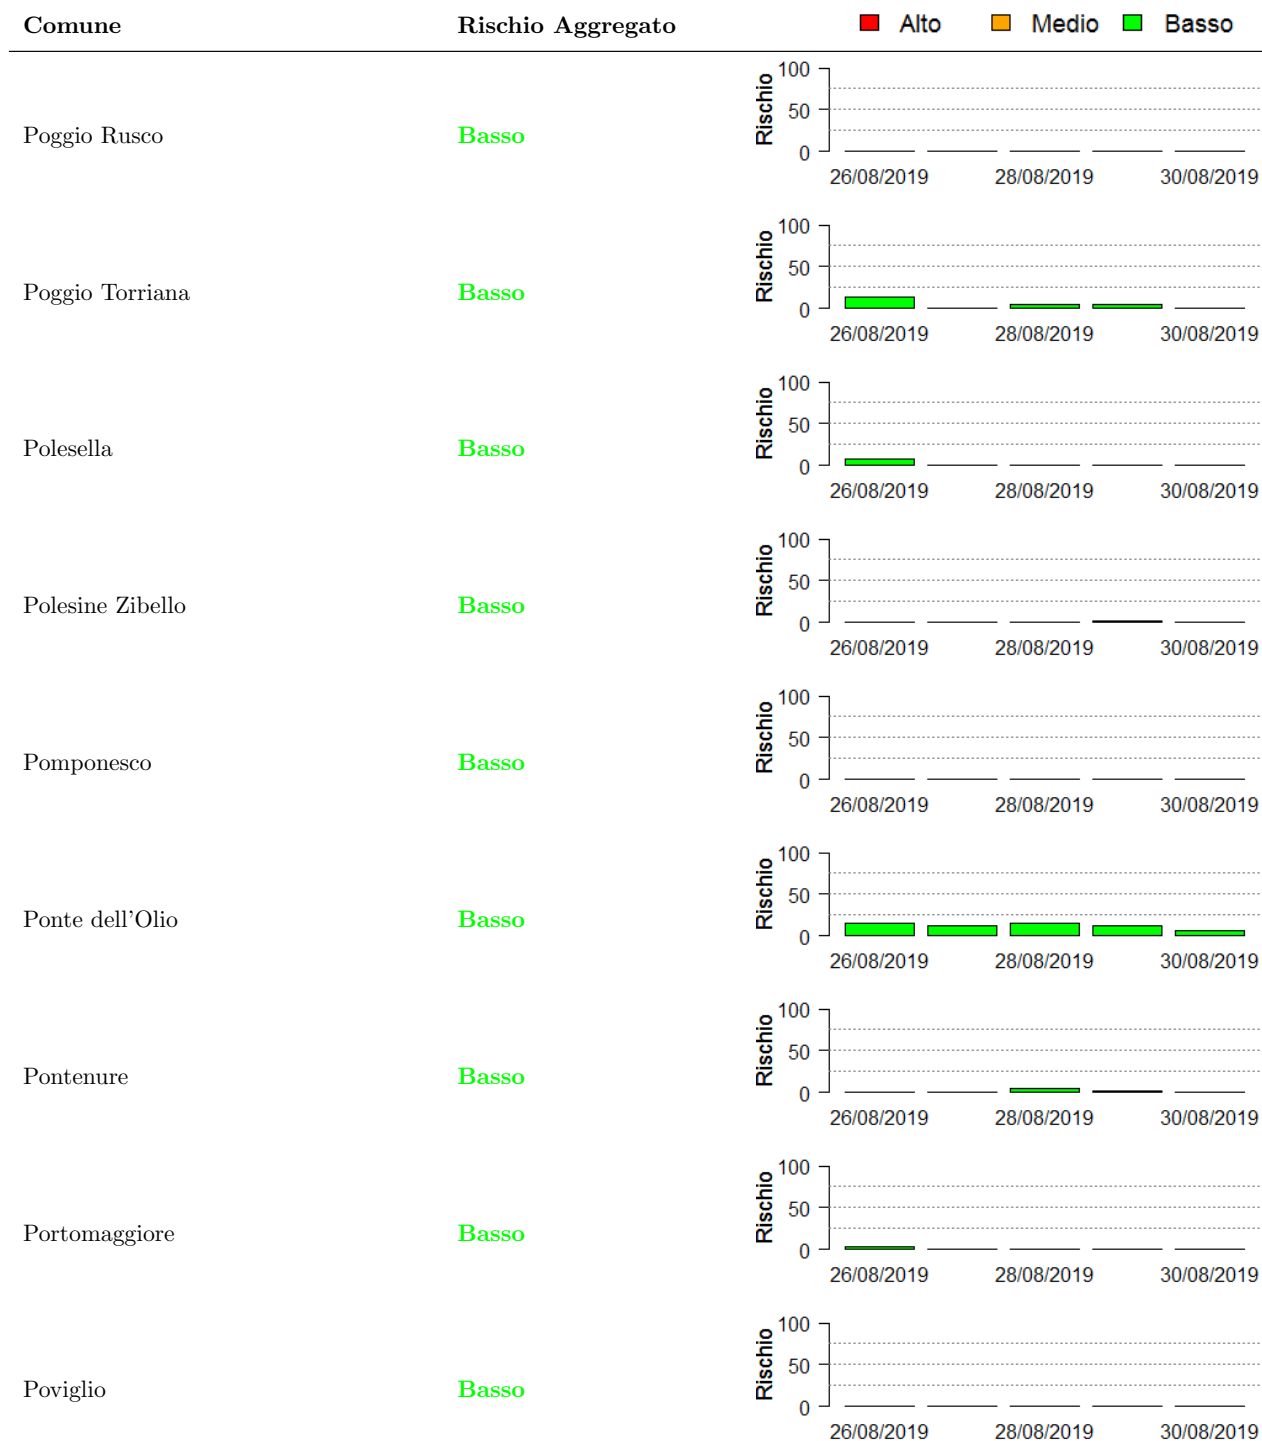 Comune Rischio Aggregato Alto Medio Basso
Poggio Rusco Basso Rischio 100 50 0
26/08/2019 28/08/2019 30/08/2019
Poggio Torriana Basso Rischio 100 50 0
26/08/2019 28/08/2019 30/08/2019
Polesella Basso Rischio 100 50 0
26/08/2019 28/08/2019 30/08/2019
Polesine Zibello Basso Rischio 100 50 0
26/08/2019 28/08/2019 30/08/2019
Pomponesco Basso Rischio 100 50 0
26/08/2019 28/08/2019 30/08/2019
Ponte dell'Olio Basso Rischio 100 50 0
26/08/2019 28/08/2019 30/08/2019
Pontenure Basso Rischio 100 50 0
26/08/2019 28/08/2019 30/08/2019
Portomaggiore Basso Rischio 100 50 0
26/08/2019 28/08/2019 30/08/2019
Poviglio Basso Rischio 100 50 0
26/08/2019 28/08/2019 30/08/2019